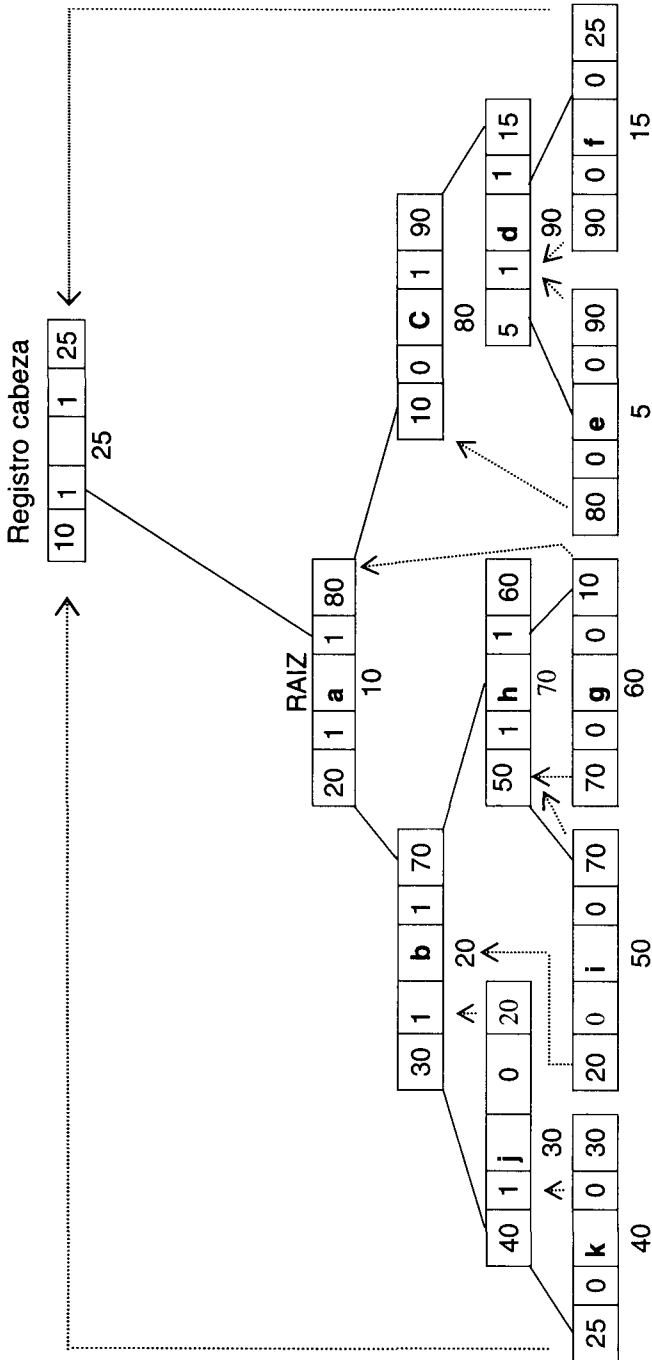 Registro cabeza
10 1 1 25
25
RAIZ
20 1 a 1 80
10
30 1 b 1 70
20
10 0 C 1 90
80
40 1 j 0 20
30
50 1 h 1 60
70
5 1 d 1 15
90
25 0 k 0 30
40
20 0 i 0 70
50
70 0 g 0 10
60
80 0 e 0 90
5
90 0 f 0 25
15